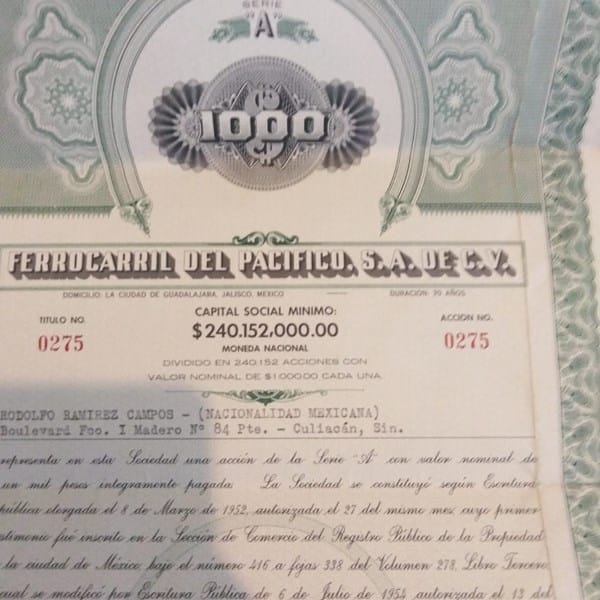 SERIE
"A"
1000
FERROCARRIL DEL PACIFICO, S.A. DE C.V.
DOMICILIO: LA CIUDAD DE GUADALAJARA, JALISCO, MEXICO DURACION: 90 AÑOS
TITULO NO. CAPITAL SOCIAL MINIMO: ACCION NO.
0275 $240.152,000.00 0275
MONEDA NACIONAL
DIVIDIDO EN 240.152 ACCIONES CON
VALOR NOMINAL DE $1,000.00 CADA UNA.
RODOLFO RAMIREZ CAMPOS - (NACIONALIDAD MEXICANA)
Boulevard Fco. I Madero Nº 84 Pte. - Culiacán, Sin.
representa en esta Sociedad una acción de la Serie "A" con valor nominal de
un mil pesos integramente pagada. La Sociedad se constituyó según Escritura
pública otorgada el 8 de Marzo de 1952, autorizada el 27 del mismo mes, cuyo primer
testimonio fué inscrito en la Sección de Comercio del Registro Público de la Propiedad
la ciudad de México, bajo el número 416 a fojas 338 del Volumen 278, Libro Tercero
cual se modificó por Escritura Pública de 6 de Julio de 1954, autorizada el 13 del